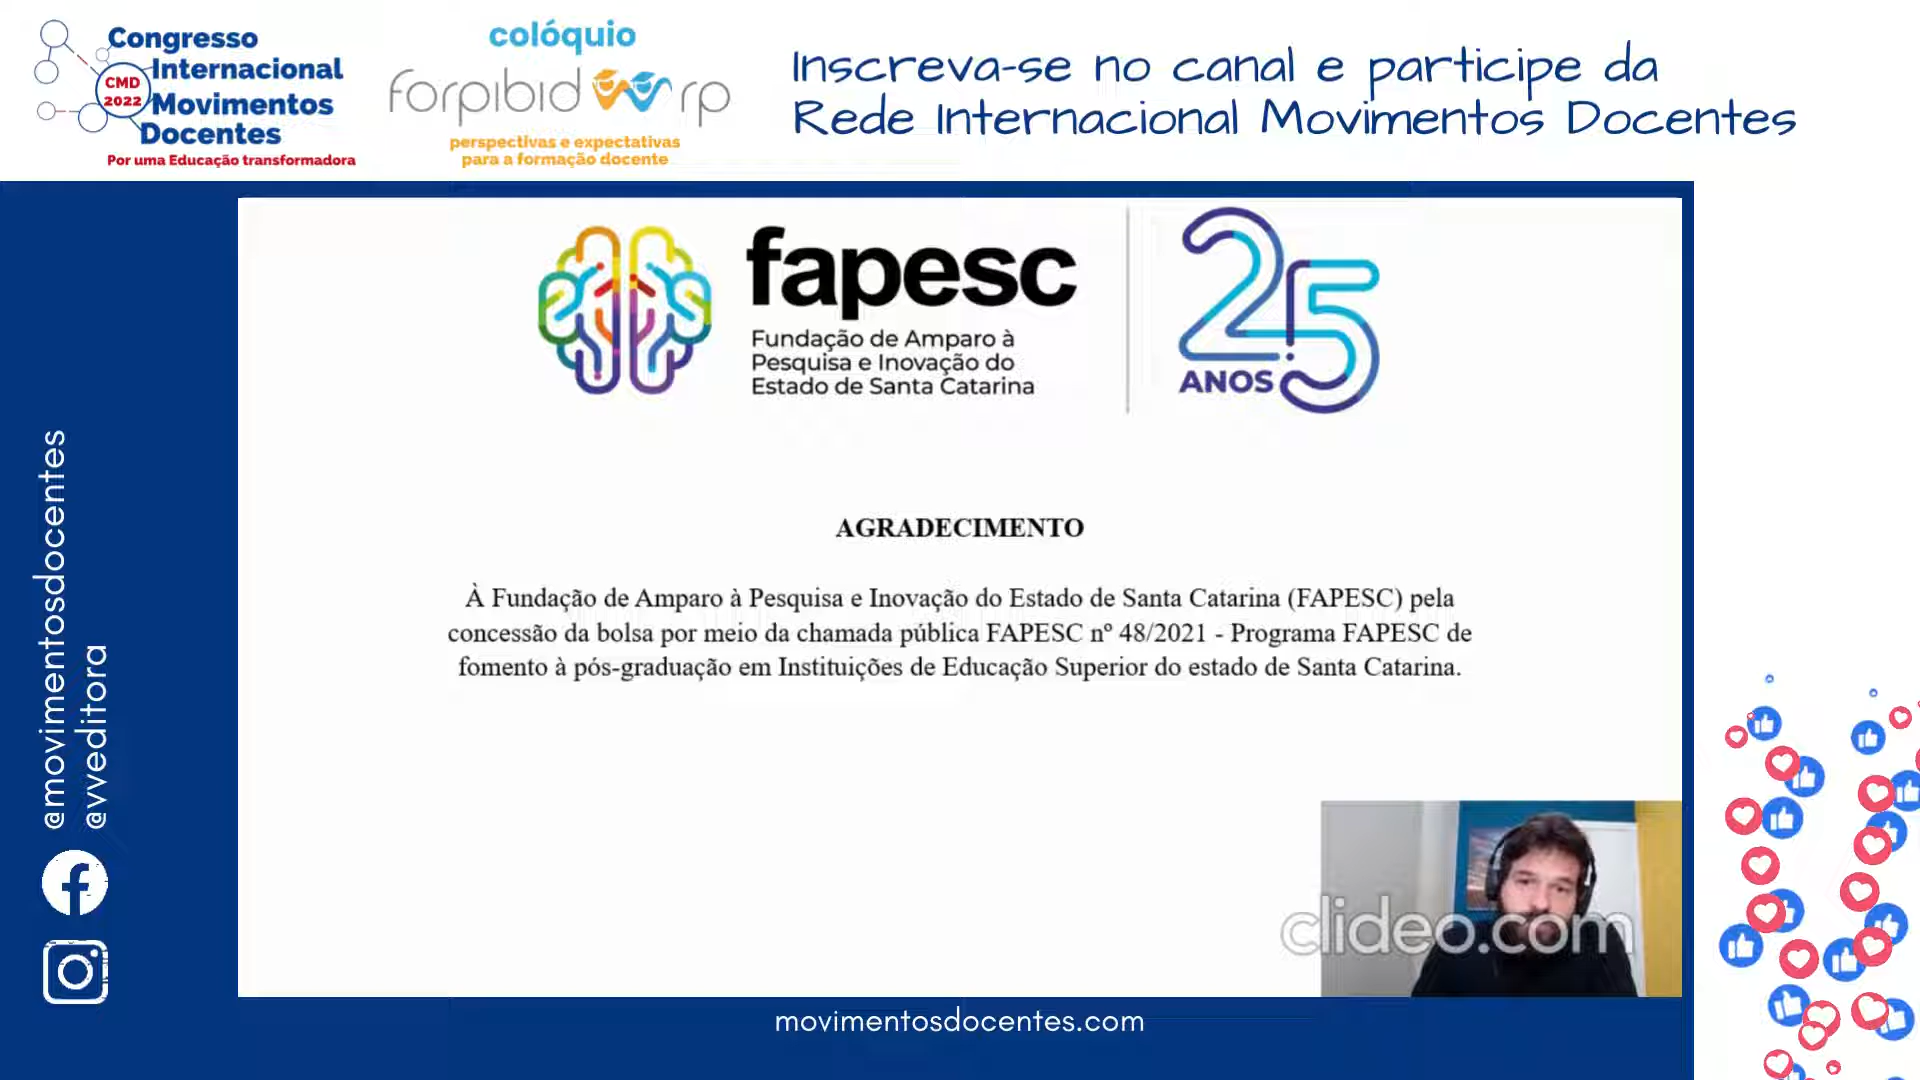 Congresso
Internacional
CMD
2022
Movimentos
Docentes
Por uma Educação transformadora
colóquio
forpibid rp
perspectivas e expectativas
para a formação docente
Inscreva-se no canal e participe da
Rede Internacional Movimentos Docentes
fapesc
Fundação de Amparo à
Pesquisa e Inovação do
Estado de Santa Catarina
25
ANOS
AGRADECIMENTO
À Fundação de Amparo à Pesquisa e Inovação do Estado de Santa Catarina (FAPESC) pela
concessão da bolsa por meio da chamada pública FAPESC nº 48/2021 - Programa FAPESC de
fomento à pós-graduação em Instituições de Educação Superior do estado de Santa Catarina.
@movimentosdocentes
@vveditora
clideo.com
movimentosdocentes.com